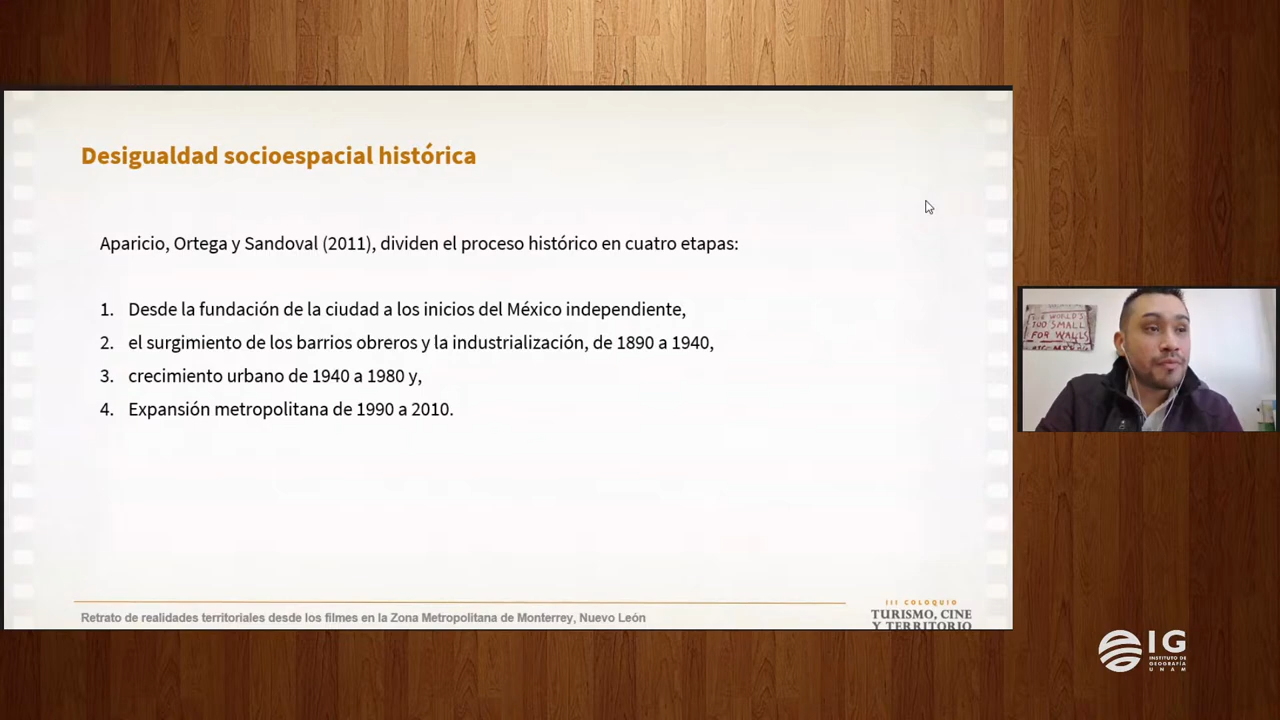 Desigualdad socioespacial histórica
Aparicio, Ortega y Sandoval (2011), dividen el proceso histórico en cuatro etapas:
1. Desde la fundación de la ciudad a los inicios del México independiente,
2. el surgimiento de los barrios obreros y la industrialización, de 1890 a 1940,
3. crecimiento urbano de 1940 a 1980 y,
4. Expansión metropolitana de 1990 a 2010.
Retrato de realidades territoriales desde los filmes en la Zona Metropolitana de Monterrey, Nuevo León
III COLOQUIO
TURISMO, CINE
Y TERRITORIO
THE WORLD'S
TOO SMALL
FOR WALLS
IG
INSTITUTO DE
GEOGRAFÍA
UNAM